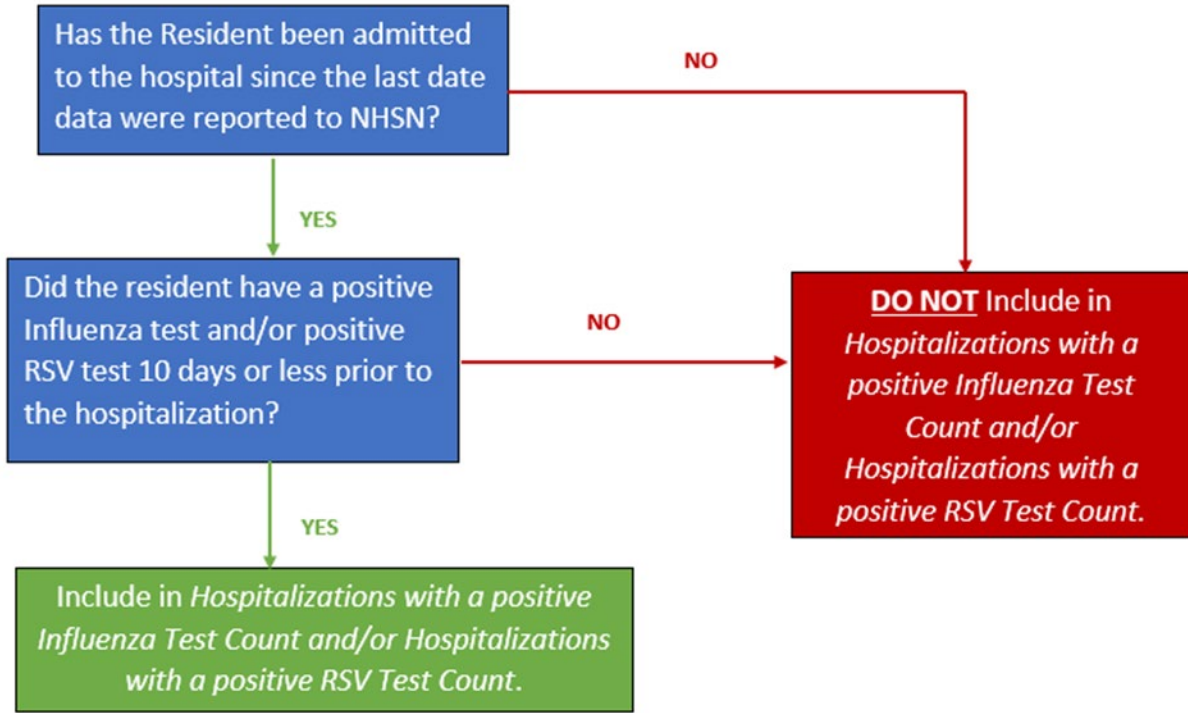 Has the Resident been admitted
to the hospital since the last date
data were reported to NHSN?
NO
YES
Did the resident have a positive
Influenza test and/or positive
RSV test 10 days or less prior to
the hospitalization?
NO
DO NOT Include in
Hospitalizations with a
positive Influenza Test
Count and/or
Hospitalizations with a
positive RSV Test Count.
YES
Include in Hospitalizations with a positive
Influenza Test Count and/or Hospitalizations
with a positive RSV Test Count.